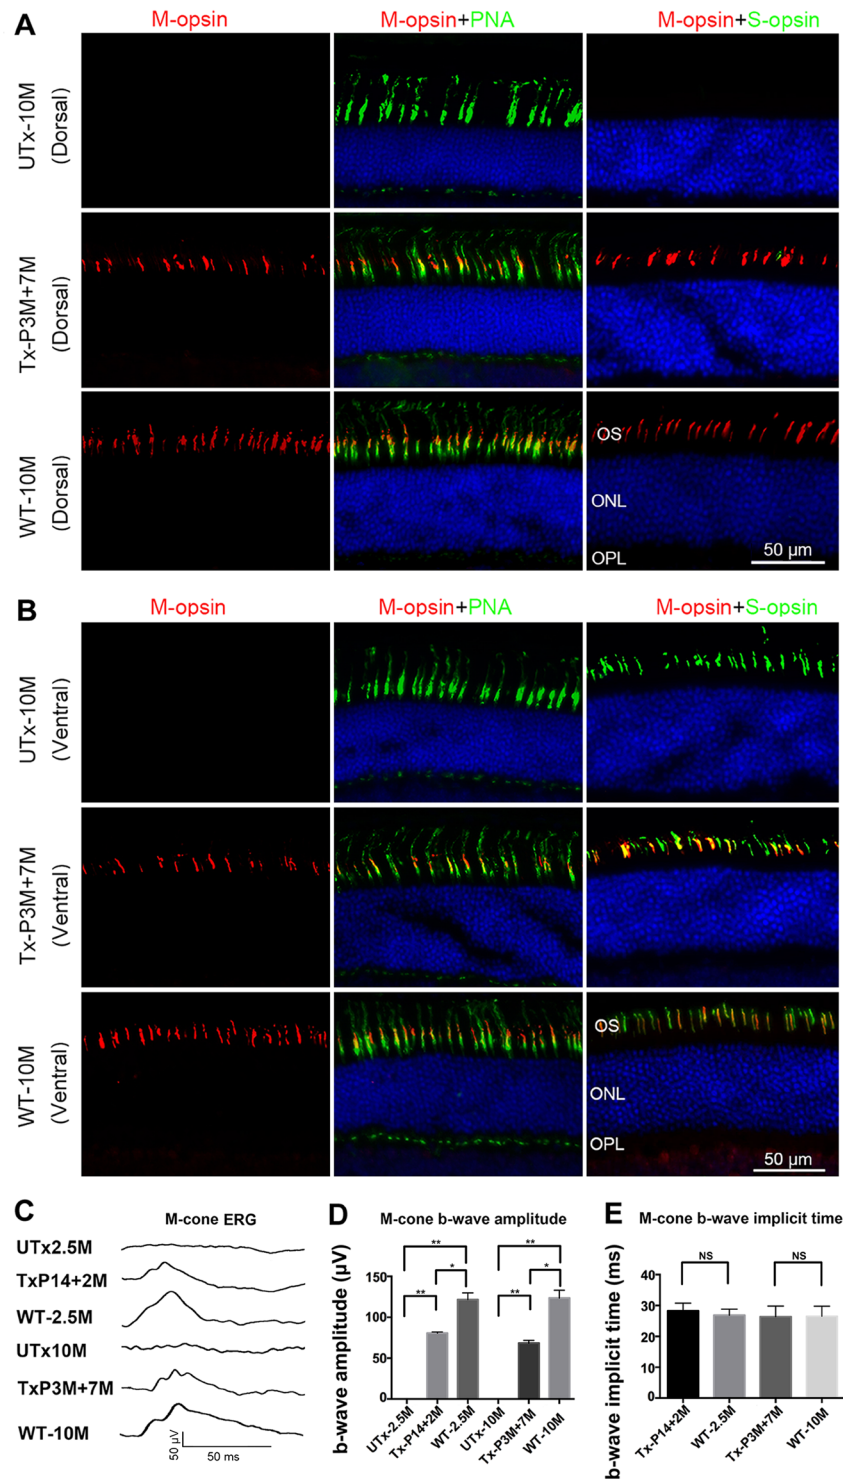 A
M-opsin
M-opsin+PNA
M-opsin+S-opsin
UTx-10M
(Dorsal)
Tx-P3M+7M
(Dorsal)
WT-10M
(Dorsal)
OS
ONL
OPL
50 µm
B
M-opsin
M-opsin+PNA
M-opsin+S-opsin
UTx-10M
(Ventral)
Tx-P3M+7M
(Ventral)
WT-10M
(Ventral)
OS
ONL
OPL
50 µm
C
M-cone ERG
UTx2.5M
TxP14+2M
WT-2.5M
UTx10M
TxP3M+7M
WT-10M
50 µV
50 ms
D
M-cone b-wave amplitude
b-wave amplitude (µV)
150
100
50
0
**
**
*
**
**
*
UTx-2.5M
Tx-P14+2M
WT-2.5M
UTx-10M
Tx-P3M+7M
WT-10M
E
M-cone b-wave implicit time
b-wave implicit time (ms)
40
30
20
10
0
NS
NS
Tx-P14+2M
WT-2.5M
Tx-P3M+7M
WT-10M